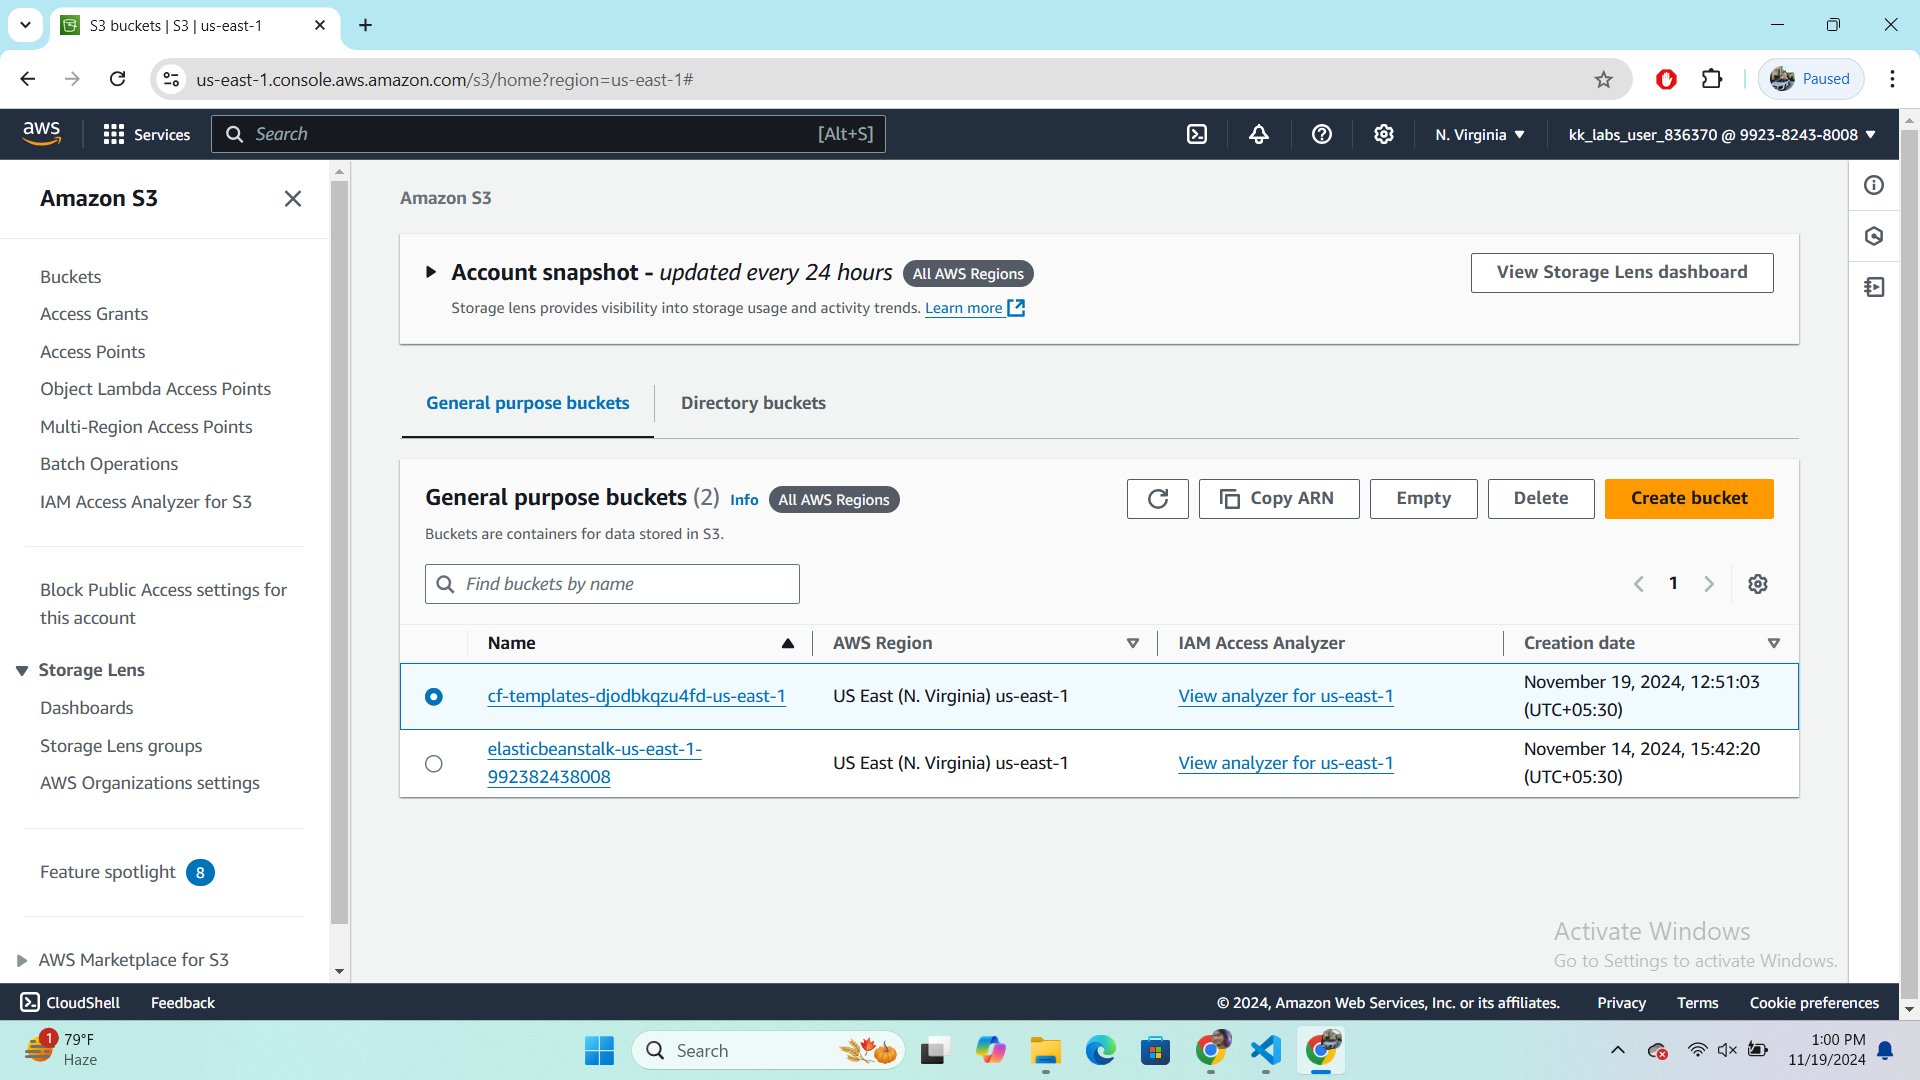 S3 buckets | S3 | us-east-1
us-east-1.console.aws.amazon.com/s3/home?region=us-east-1#
Paused
aws
Services
Search
[Alt+S]
N. Virginia
kk_labs_user_836370 @ 9923-8243-8008
Amazon S3
Buckets
Access Grants
Access Points
Object Lambda Access Points
Multi-Region Access Points
Batch Operations
IAM Access Analyzer for S3
Block Public Access settings for
this account
Storage Lens
Dashboards
Storage Lens groups
AWS Organizations settings
Feature spotlight 8
AWS Marketplace for S3
Amazon S3
Account snapshot - updated every 24 hours All AWS Regions
View Storage Lens dashboard
Storage lens provides visibility into storage usage and activity trends. Learn more
General purpose buckets
Directory buckets
General purpose buckets (2) Info All AWS Regions
Copy ARN
Empty
Delete
Create bucket
Buckets are containers for data stored in S3.
Find buckets by name
1
Name
AWS Region
IAM Access Analyzer
Creation date
cf-templates-djodbkqzu4fd-us-east-1
US East (N. Virginia) us-east-1
View analyzer for us-east-1
November 19, 2024, 12:51:03
(UTC+05:30)
elasticbeanstalk-us-east-1-
992382438008
US East (N. Virginia) us-east-1
View analyzer for us-east-1
November 14, 2024, 15:42:20
(UTC+05:30)
Activate Windows
Go to Settings to activate Windows.
CloudShell
Feedback
© 2024, Amazon Web Services, Inc. or its affiliates.
Privacy
Terms
Cookie preferences
1
79°F
Haze
Search
1:00 PM
11/19/2024